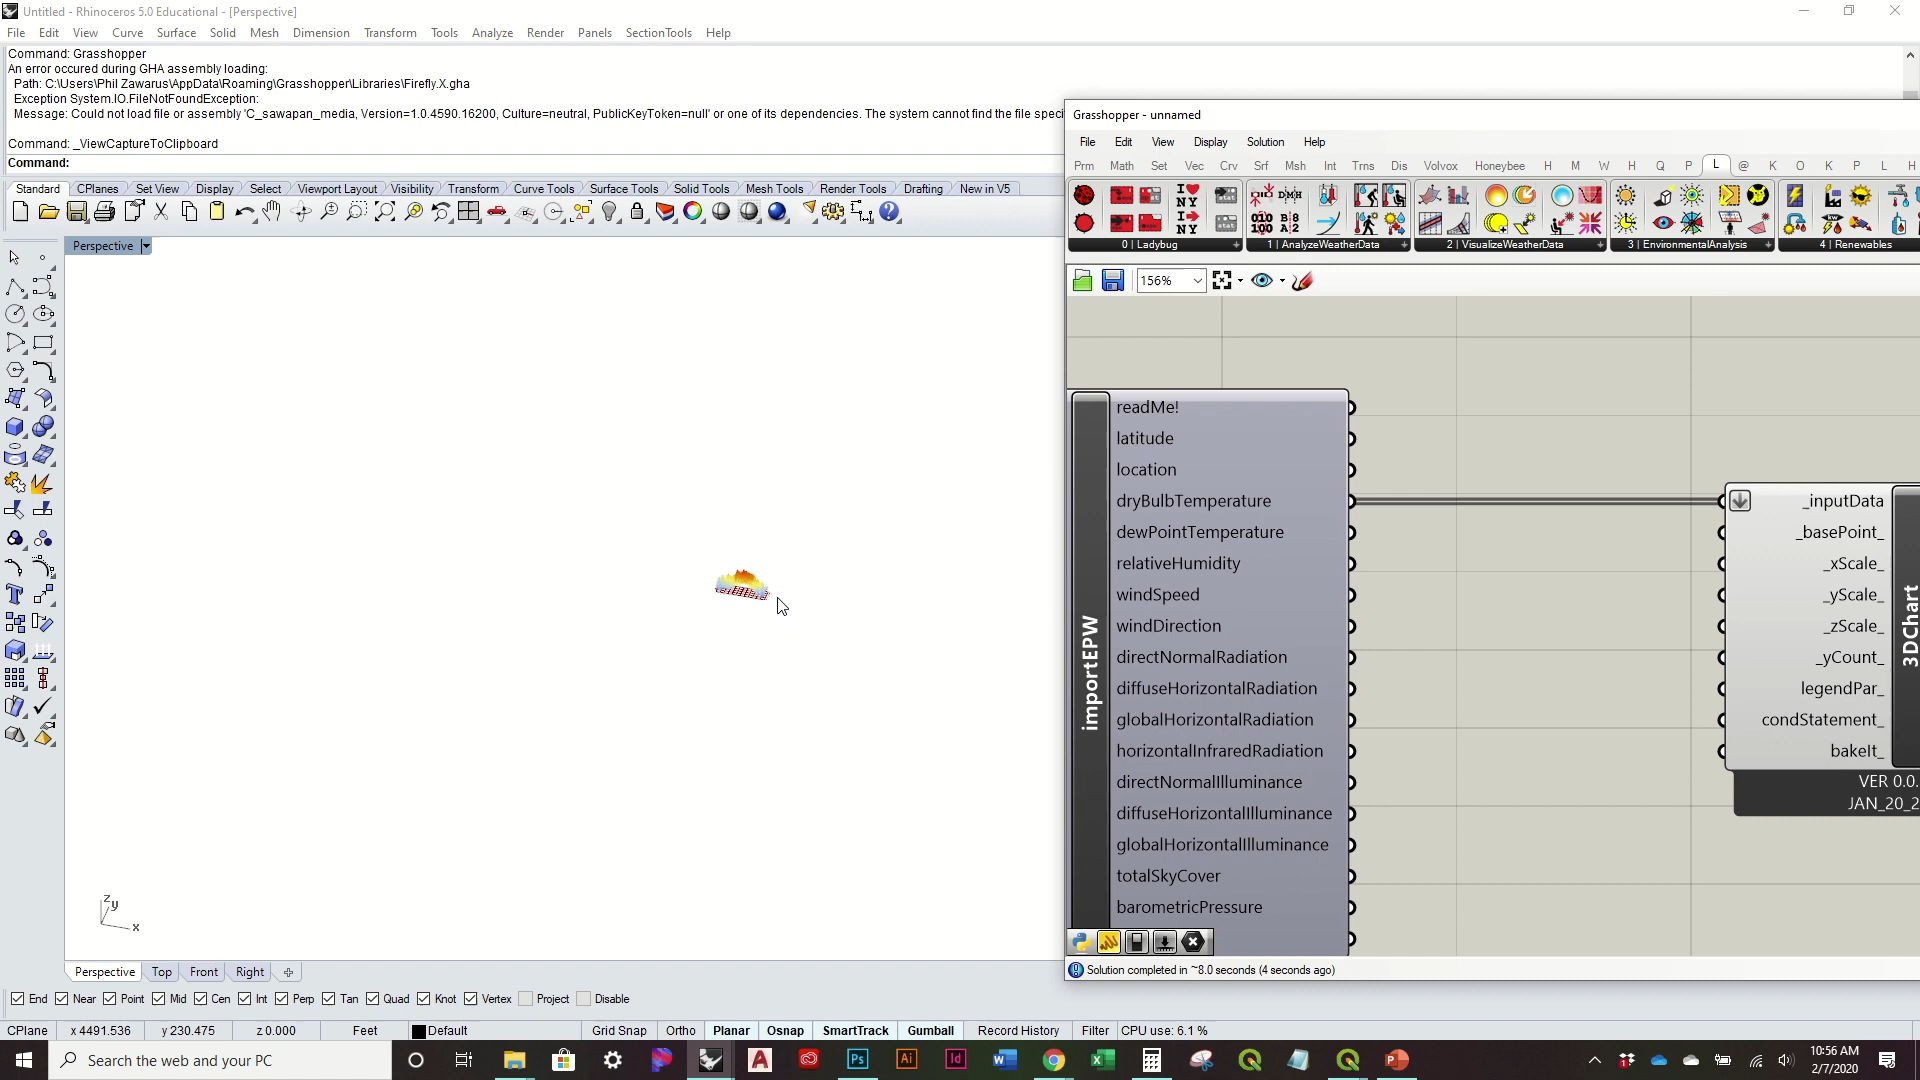 Untitled - Rhinoceros 5.0 Educational - [Perspective]
File Edit View Curve Surface Solid Mesh Dimension Transform Tools Analyze Render Panels SectionTools Help
Command: Grasshopper
An error occured during GHA assembly loading:
Path: C:\Users\Phil Zawarus\AppData\Roaming\Grasshopper\Libraries\Firefly.X.gha
Exception System.IO.FileNotFoundException:
Message: Could not load file or assembly 'C_sawapan_media, Version=1.0.4590.16200, Culture=neutral, PublicKeyToken=null' or one of its dependencies. The system cannot find the file speci
Command: _ViewCaptureToClipboard
Command:
Standard CPlanes Set View Display Select Viewport Layout Visibility Transform Curve Tools Surface Tools Solid Tools Mesh Tools Render Tools Drafting New in V5
Perspective
z
y
x
Grasshopper - unnamed
File Edit View Display Solution Help
Prm Math Set Vec Crv Srf Msh Int Trns Dis Volvox Honeybee H M W H Q P L @ K O K P L H
0 | Ladybug 1 | AnalyzeWeatherData 2 | VisualizeWeatherData 3 | EnvironmentalAnalysis 4 | Renewables
156%
importEPW
readMe!
latitude
location
dryBulbTemperature
dewPointTemperature
relativeHumidity
windSpeed
windDirection
directNormalRadiation
diffuseHorizontalRadiation
globalHorizontalRadiation
horizontalInfraredRadiation
directNormalIlluminance
diffuseHorizontalIlluminance
globalHorizontalIlluminance
totalSkyCover
barometricPressure
_inputData
_basePoint_
_xScale_
_yScale_
_zScale_
_yCount_
legendPar_
condStatement_
bakeIt_
3DChart
VER 0.0.
JAN_20_2
Solution completed in ~8.0 seconds (4 seconds ago)
Perspective Top Front Right
End Near Point Mid Cen Int Perp Tan Quad Knot Vertex Project Disable
CPlane x 4491.536 y 230.475 z 0.000 Feet Default Grid Snap Ortho Planar Osnap SmartTrack Gumball Record History Filter CPU use: 6.1 %
Search the web and your PC
10:56 AM
2/7/2020